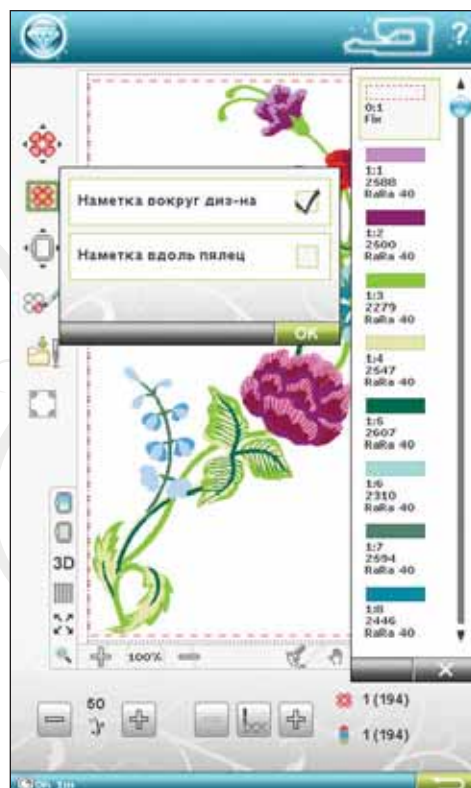 ?
0:1
Fix
1:1
2588
RaRa 40
Наметка вокруг диз-на
1:2
2600
RaRa 40
Наметка вдоль пялец
1:3
2279
RaRa 40
OK
1:4
2547
RaRa 40
1:5
2607
RaRa 40
1:6
2310
RaRa 40
1:7
2594
RaRa 40
3D
1:8
2446
RaRa 40
100%
50
1 (194)
1 (194)
0h 1m